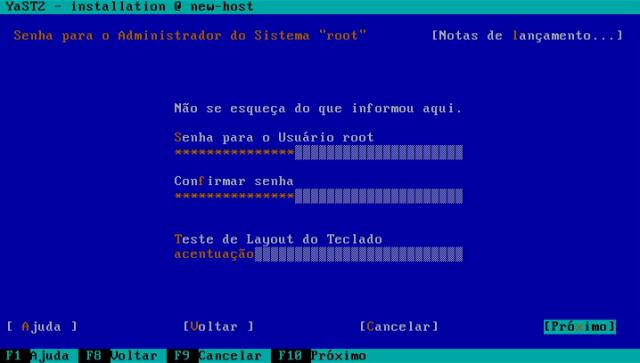 YaST2 - installation @ new-host
Senha para o Administrador do Sistema "root" [Notas de lançamento...]
Não se esqueça do que informou aqui.
Senha para o Usuário root
***************
Confirmar senha
***************
Teste de Layout do Teclado
acentuação
[ Ajuda ] [Voltar ] [Cancelar] [Próximo]
F1 Ajuda F8 Voltar F9 Cancelar F10 Próximo